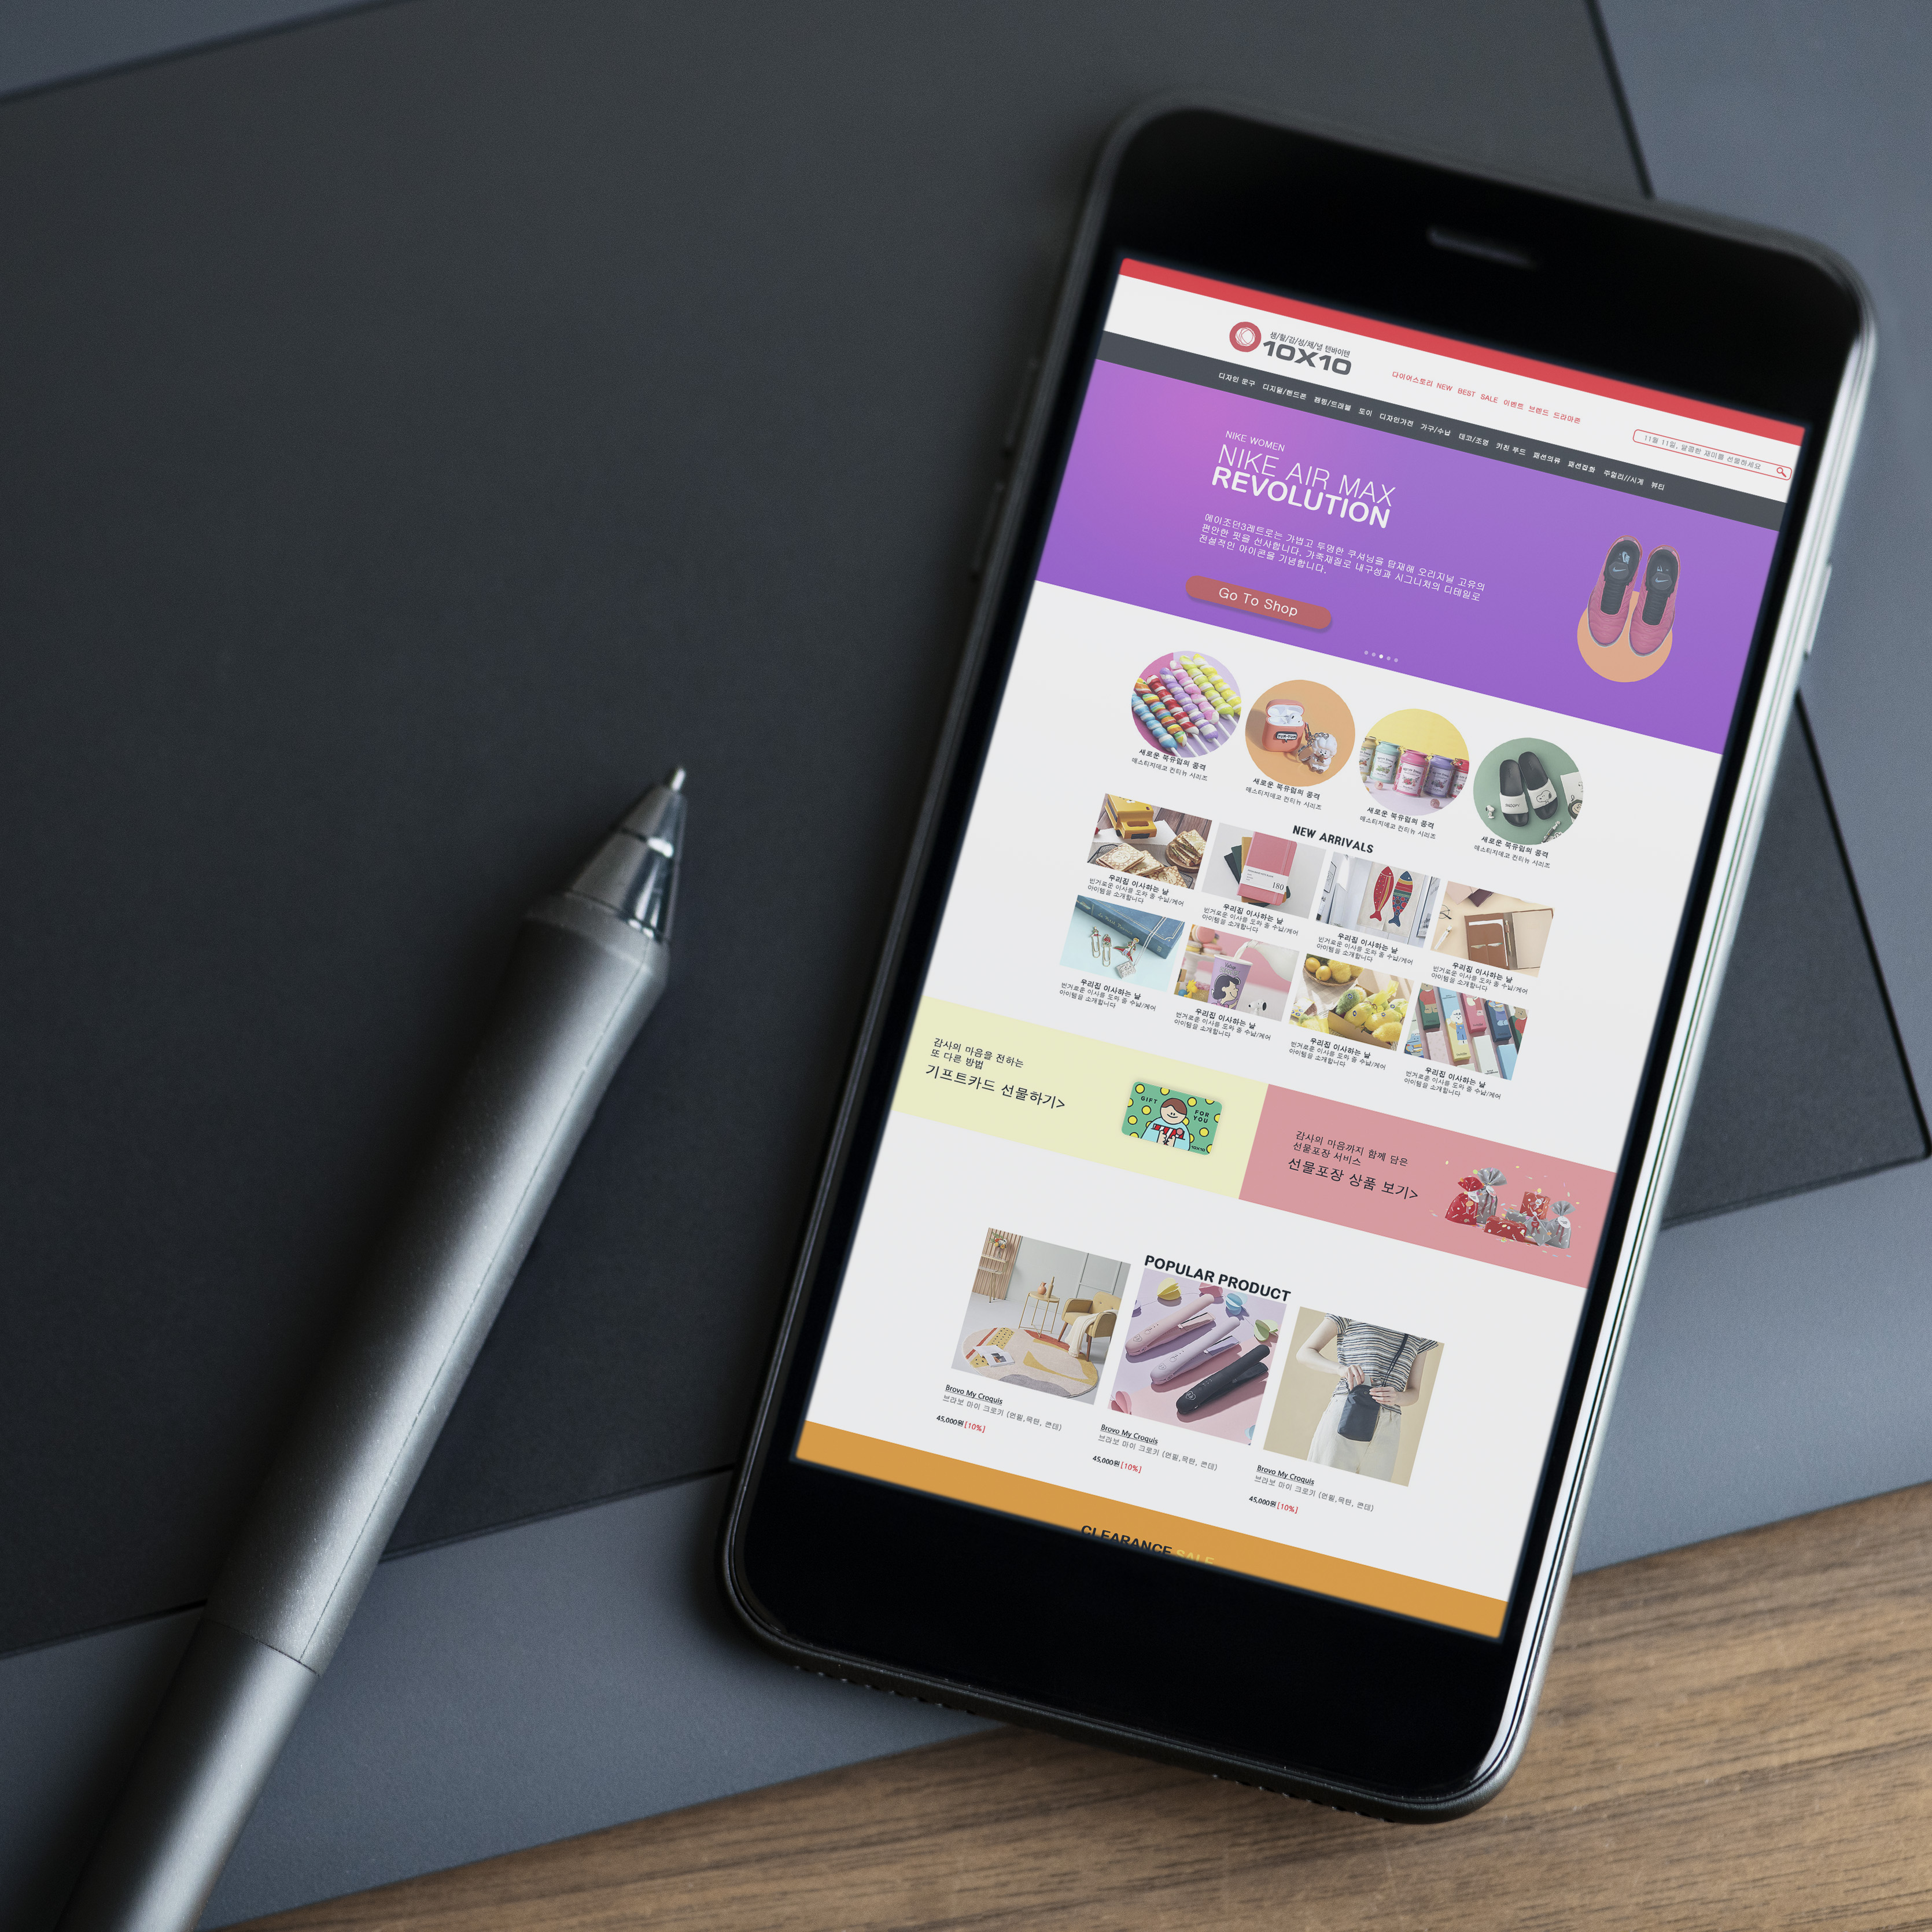 생/활/감/성/채/널 텐바이텐
10X10
다이어스토리 NEW BEST SALE 이벤트 브랜드 드라마존
11월 11일, 달콤한 재미를 선물하세요
디자인 문구 디지털/핸드폰 캠핑/트래블 토이 디자인가전 가구/수납 데코/조명 키친 푸드 패션의류 패션잡화 주얼리//시계 뷰티
NIKE WOMEN
NIKE AIR MAX
REVOLUTION
에이조던3레트로는 가볍고 투명한 쿠셔닝을 탑재해 오리지널 고유의
편안한 핏을 선사합니다. 가죽재질로 내구성과 시그니처의 디테일로
전설적인 아이콘을 기념합니다.
Go To Shop
새로운 북유럽의 품격
매스티지데코 컨티뉴 시리즈
새로운 북유럽의 품격
매스티지데코 컨티뉴 시리즈
새로운 북유럽의 품격
매스티지데코 컨티뉴 시리즈
새로운 북유럽의 품격
매스티지데코 컨티뉴 시리즈
NEW ARRIVALS
180
우리집 이사하는 날
번거로운 이사를 도와 줄 수납/케어
아이템을 소개합니다
우리집 이사하는 날
번거로운 이사를 도와 줄 수납/케어
아이템을 소개합니다
우리집 이사하는 날
번거로운 이사를 도와 줄 수납/케어
아이템을 소개합니다
우리집 이사하는 날
번거로운 이사를 도와 줄 수납/케어
아이템을 소개합니다
우리집 이사하는 날
번거로운 이사를 도와 줄 수납/케어
아이템을 소개합니다
우리집 이사하는 날
번거로운 이사를 도와 줄 수납/케어
아이템을 소개합니다
우리집 이사하는 날
번거로운 이사를 도와 줄 수납/케어
아이템을 소개합니다
우리집 이사하는 날
번거로운 이사를 도와 줄 수납/케어
아이템을 소개합니다
감사의 마음을 전하는
또 다른 방법
기프트카드 선물하기>
GIFT FOR
YOU
10X10
감사의 마음까지 함께 담은
선물포장 서비스
선물포장 상품 보기>
POPULAR PRODUCT
Brovo My Croquis
브라보 마이 크로키 (연필,목탄, 콘테)
45,000원 [10%]
Brovo My Croquis
브라보 마이 크로키 (연필,목탄, 콘테)
45,000원 [10%]
Brovo My Croquis
브라보 마이 크로키 (연필,목탄, 콘테)
45,000원 [10%]
CLEARANCE SALE